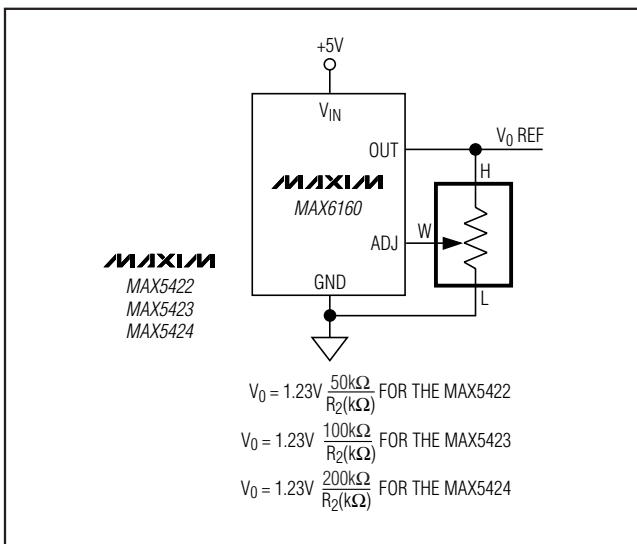 +5V
V_IN
OUT
V_0 REF
H
MAXIM
MAX6160
ADJ
W
MAXIM
MAX5422
MAX5423
MAX5424
GND
L
V_0 = 1.23V 50kΩ/R_2(kΩ) FOR THE MAX5422
V_0 = 1.23V 100kΩ/R_2(kΩ) FOR THE MAX5423
V_0 = 1.23V 200kΩ/R_2(kΩ) FOR THE MAX5424